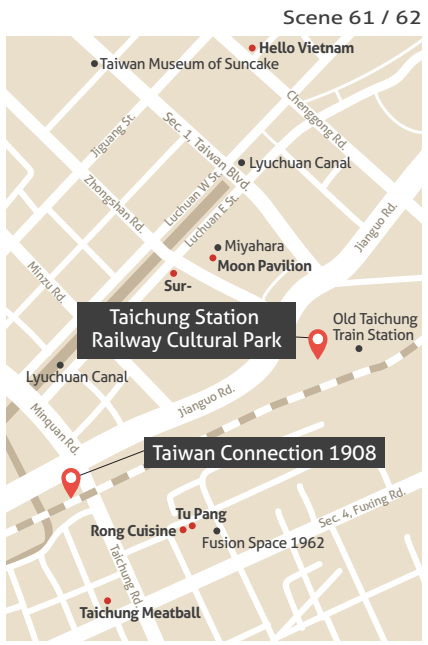 Scene 61 / 62
Hello Vietnam
Taiwan Museum of Suncake
Chenggong Rd.
Jiguang St.
Sec. 1, Taiwan Blvd.
Lyuchuan Canal
Zhongshan Rd.
Luchuan W St.
Luchuan E St.
Jianguo Rd.
Miyahara
Moon Pavilion
Minzu Rd.
Sur-
Taichung Station
Railway Cultural Park
Old Taichung
Train Station
Lyuchuan Canal
Jianguo Rd.
Minquan Rd.
Taiwan Connection 1908
Sec. 4, Fuxing Rd.
Tu Pang
Rong Cuisine
Fusion Space 1962
Taichung Rd.
Taichung Meatball